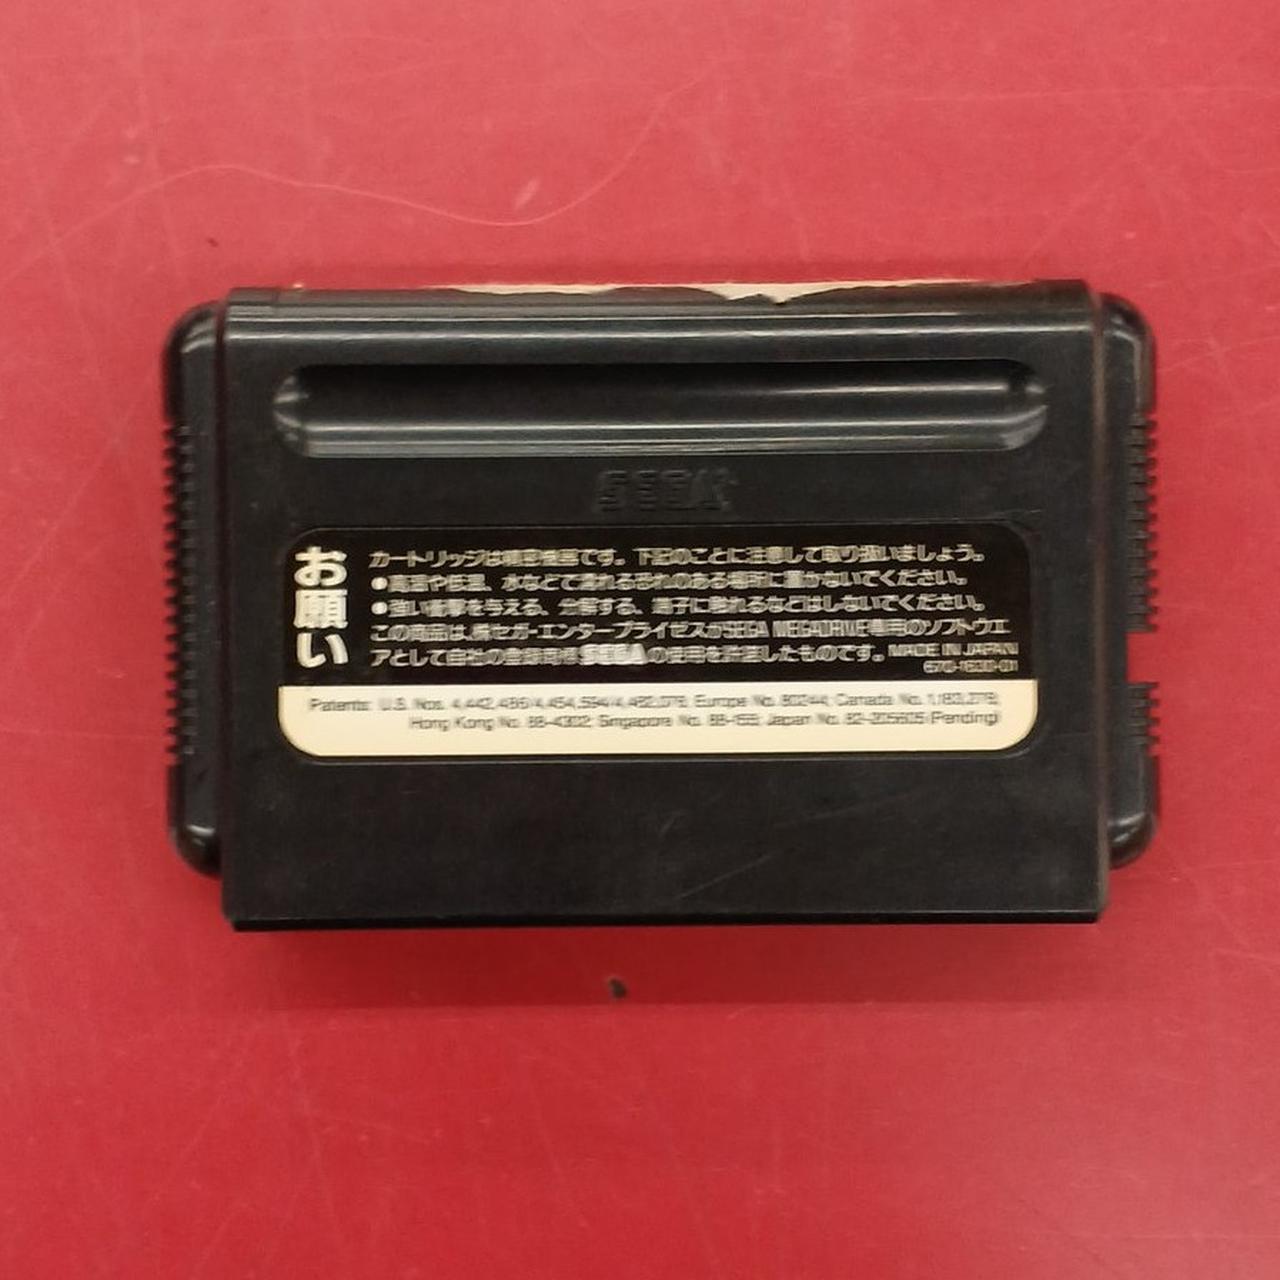 SEGA
お願い
カートリッジは精密機器です。下記のことに注意して取り扱いましょう。
●高温や低温、水などで濡れる恐れのある場所に置かないでください。
●強い衝撃を与える、分解する、端子に触れるなどはしないでください。
この商品は、㈱セガ・エンタープライゼスがSEGA MEGADRIVE専用のソフトウエ
アとして自社の登録商標SEGAの使用を許諾したものです。
MADE IN JAPAN
670-1630-01
Patents: U.S. Nos. 4,442,486/4,454,594/4,462,076; Europe No. 80244; Canada No. 1,183,276;
Hong Kong No. 88-4302; Singapore No. 88-155; Japan No. 82-205605 (Pending)